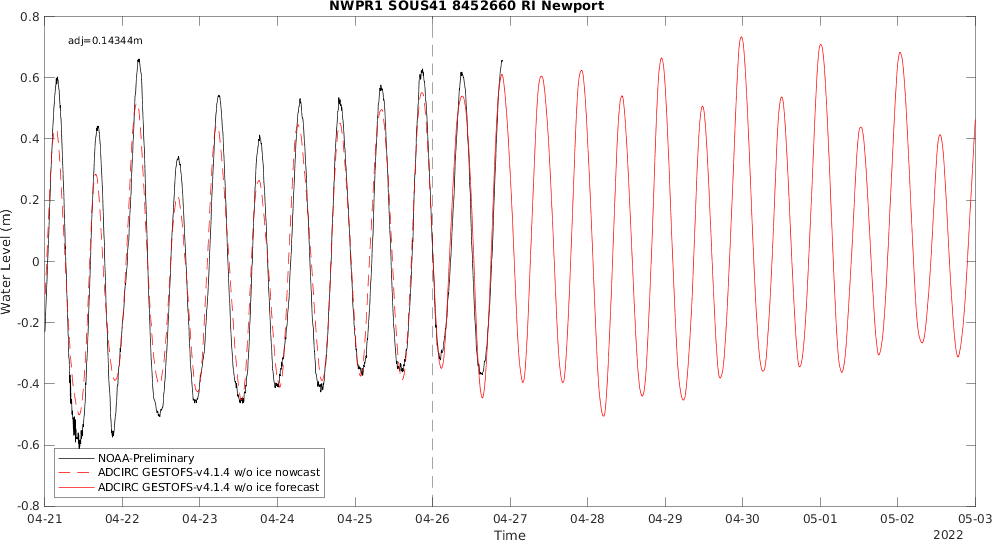 NWPR1 SOUS41 8452660 RI Newport
adj=0.14344m
0.8
0.6
0.4
0.2
0
-0.2
-0.4
-0.6
-0.8
Water Level (m)
NOAA-Preliminary
ADCIRC GESTOFS-v4.1.4 w/o ice nowcast
ADCIRC GESTOFS-v4.1.4 w/o ice forecast
04-21 04-22 04-23 04-24 04-25 04-26 04-27 04-28 04-29 04-30 05-01 05-02 05-03
Time
2022